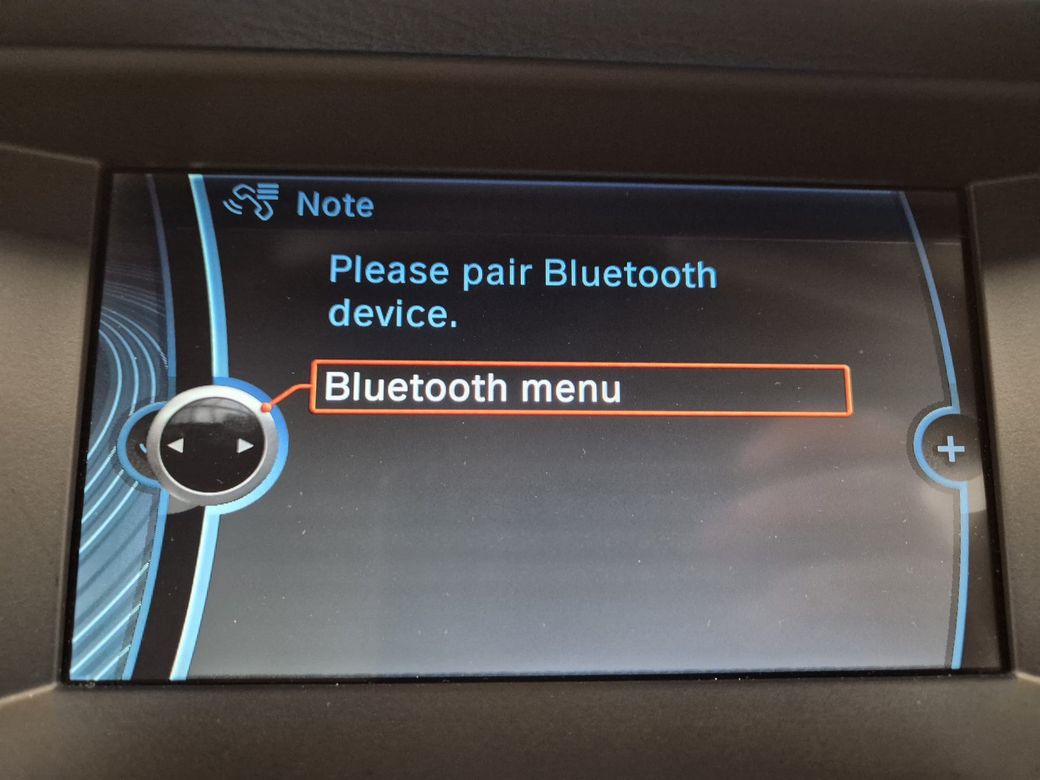 Note
Please pair Bluetooth
device.
Bluetooth menu